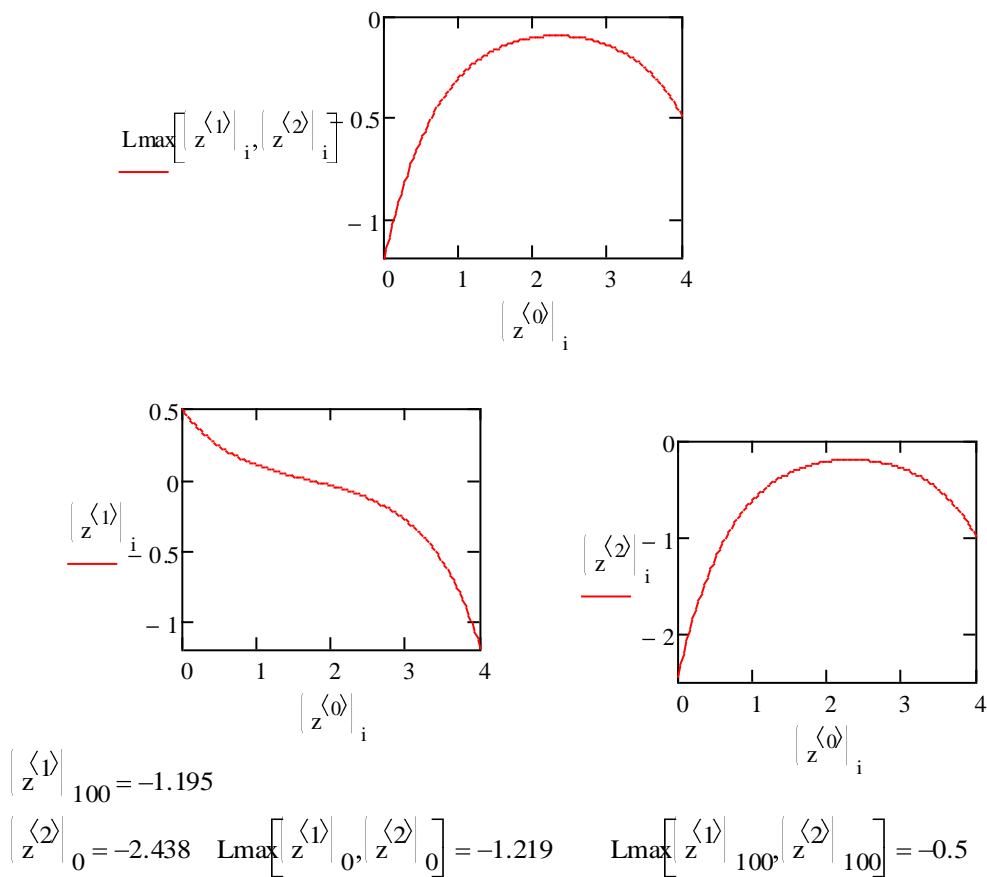 0
Lmax[(z⟨1⟩)i,(z⟨2⟩)i] – 0.5
– 1
0 1 2 3 4
(z⟨0⟩)i
0.5
0
(z⟨1⟩)i
– 0.5
– 1
0 1 2 3 4
(z⟨0⟩)i
0
(z⟨2⟩)i – 1
– 2
0 1 2 3 4
(z⟨0⟩)i
(z⟨1⟩)100 = –1.195
(z⟨2⟩)0 = –2.438 Lmax[(z⟨1⟩)0,(z⟨2⟩)0] = –1.219 Lmax[(z⟨1⟩)100,(z⟨2⟩)100] = –0.5